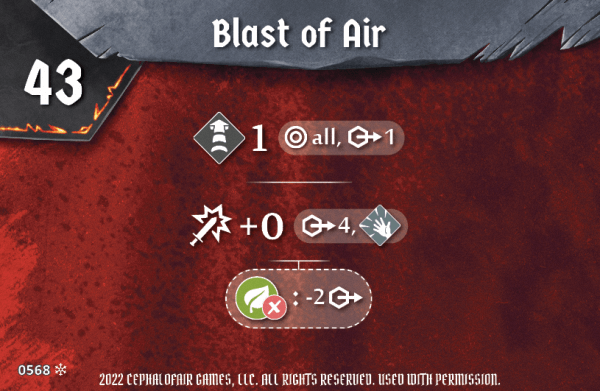 Blast of Air
43
1 all, 1
+0 4,
: -2
0568
2022 CEPHALOFAIR GAMES, LLC. ALL RIGHTS RESERVED. USED WITH PERMISSION.